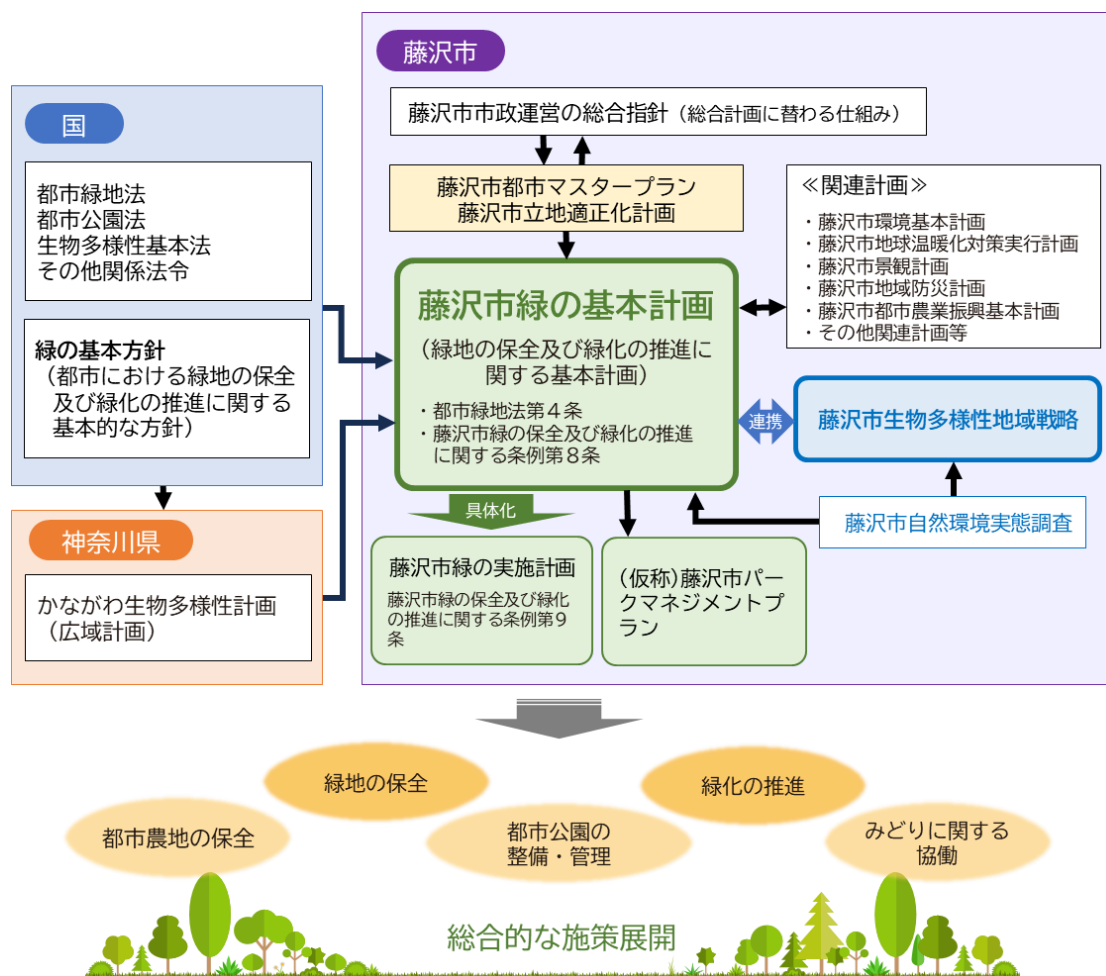 国
都市緑地法
都市公園法
生物多様性基本法
その他関係法令
緑の基本方針
（都市における緑地の保全
及び緑化の推進に関する
基本的な方針）
神奈川県
かながわ生物多様性計画
（広域計画）
藤沢市
藤沢市市政運営の総合指針（総合計画に替わる仕組み）
藤沢市都市マスタープラン
藤沢市立地適正化計画
藤沢市緑の基本計画
（緑地の保全及び緑化の推進に
関する基本計画）
・都市緑地法第４条
・藤沢市緑の保全及び緑化の推進
に関する条例第８条
≪関連計画≫
・藤沢市環境基本計画
・藤沢市地球温暖化対策実行計画
・藤沢市景観計画
・藤沢市地域防災計画
・藤沢市都市農業振興基本計画
・その他関連計画等
連携
藤沢市生物多様性地域戦略
藤沢市自然環境実態調査
具体化
藤沢市緑の実施計画
藤沢市緑の保全及び緑化
の推進に関する条例第９
条
（仮称）藤沢市パー
クマネジメントプ
ラン
緑地の保全
緑化の推進
都市農地の保全
都市公園の
整備・管理
みどりに関する
協働
総合的な施策展開